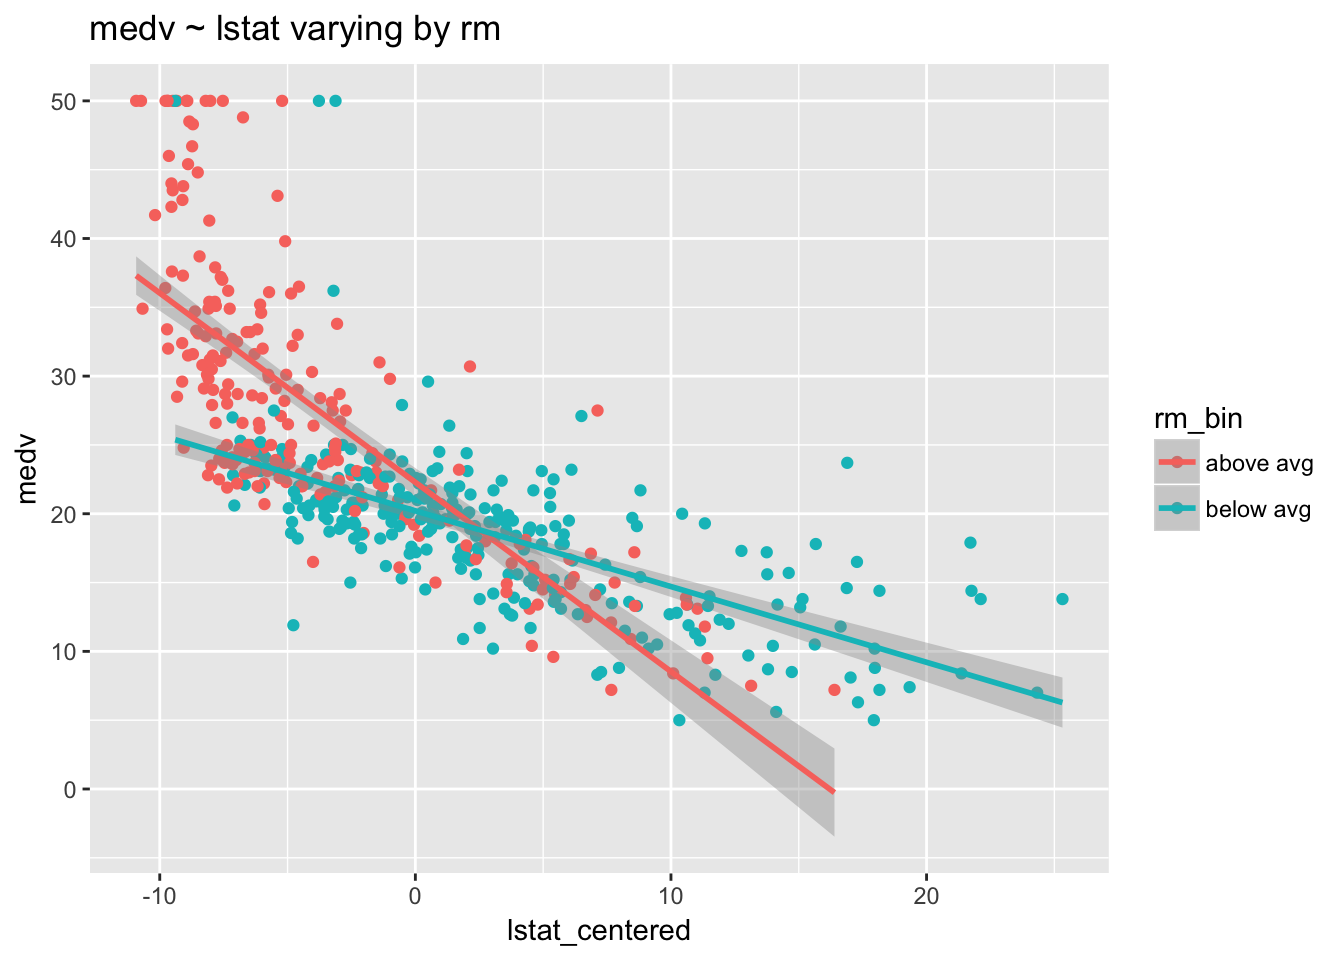 medv ~ lstat varying by rm
50
40
30
20
10
0
medv
-10
0
10
20
lstat_centered
rm_bin
above avg
below avg